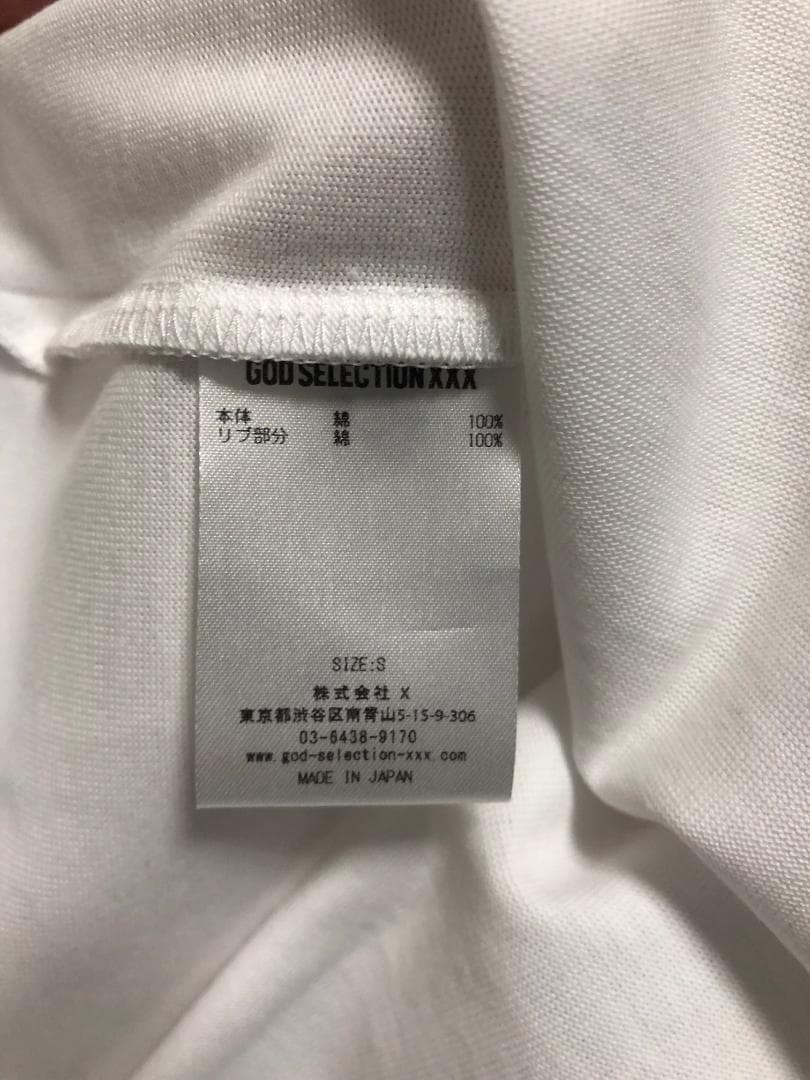 GOD SELECTION XXX
本体 綿 100%
リブ部分 綿 100%
SIZE:S
株式会社 X
東京都渋谷区南青山5-15-9-306
03-6438-9170
www.god-selection-xxx.com
MADE IN JAPAN